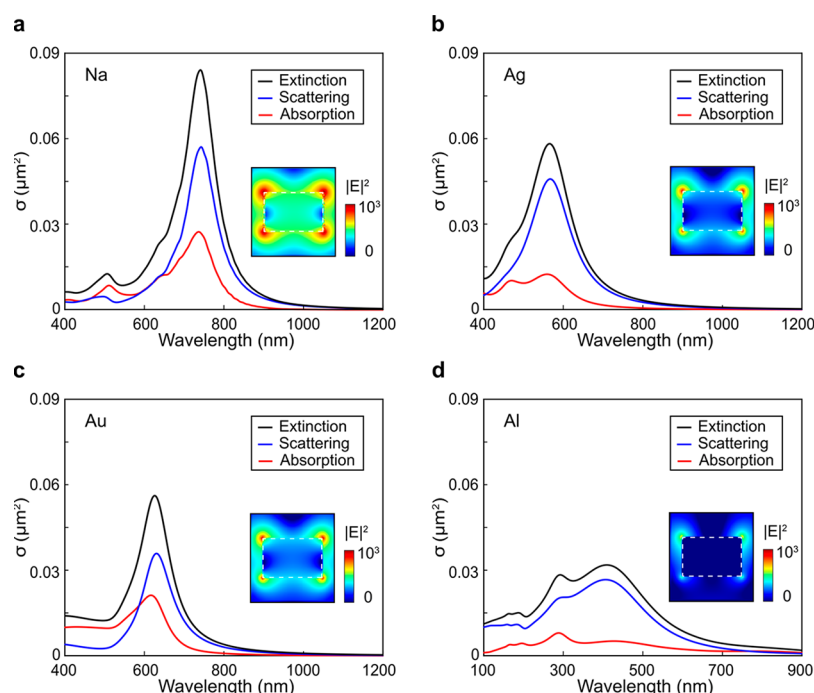 a
0.09
0.06
0.03
0
σ (µm²)
Na
Extinction
Scattering
Absorption
|E|²
10³
0
400 600 800 1000 1200
Wavelength (nm)
b
0.09
0.06
0.03
0
σ (µm²)
Ag
Extinction
Scattering
Absorption
|E|²
10³
0
400 600 800 1000 1200
Wavelength (nm)
c
0.09
0.06
0.03
0
σ (µm²)
Au
Extinction
Scattering
Absorption
|E|²
10³
0
400 600 800 1000 1200
Wavelength (nm)
d
0.09
0.06
0.03
0
σ (µm²)
Al
Extinction
Scattering
Absorption
|E|²
10³
0
100 300 500 700 900
Wavelength (nm)